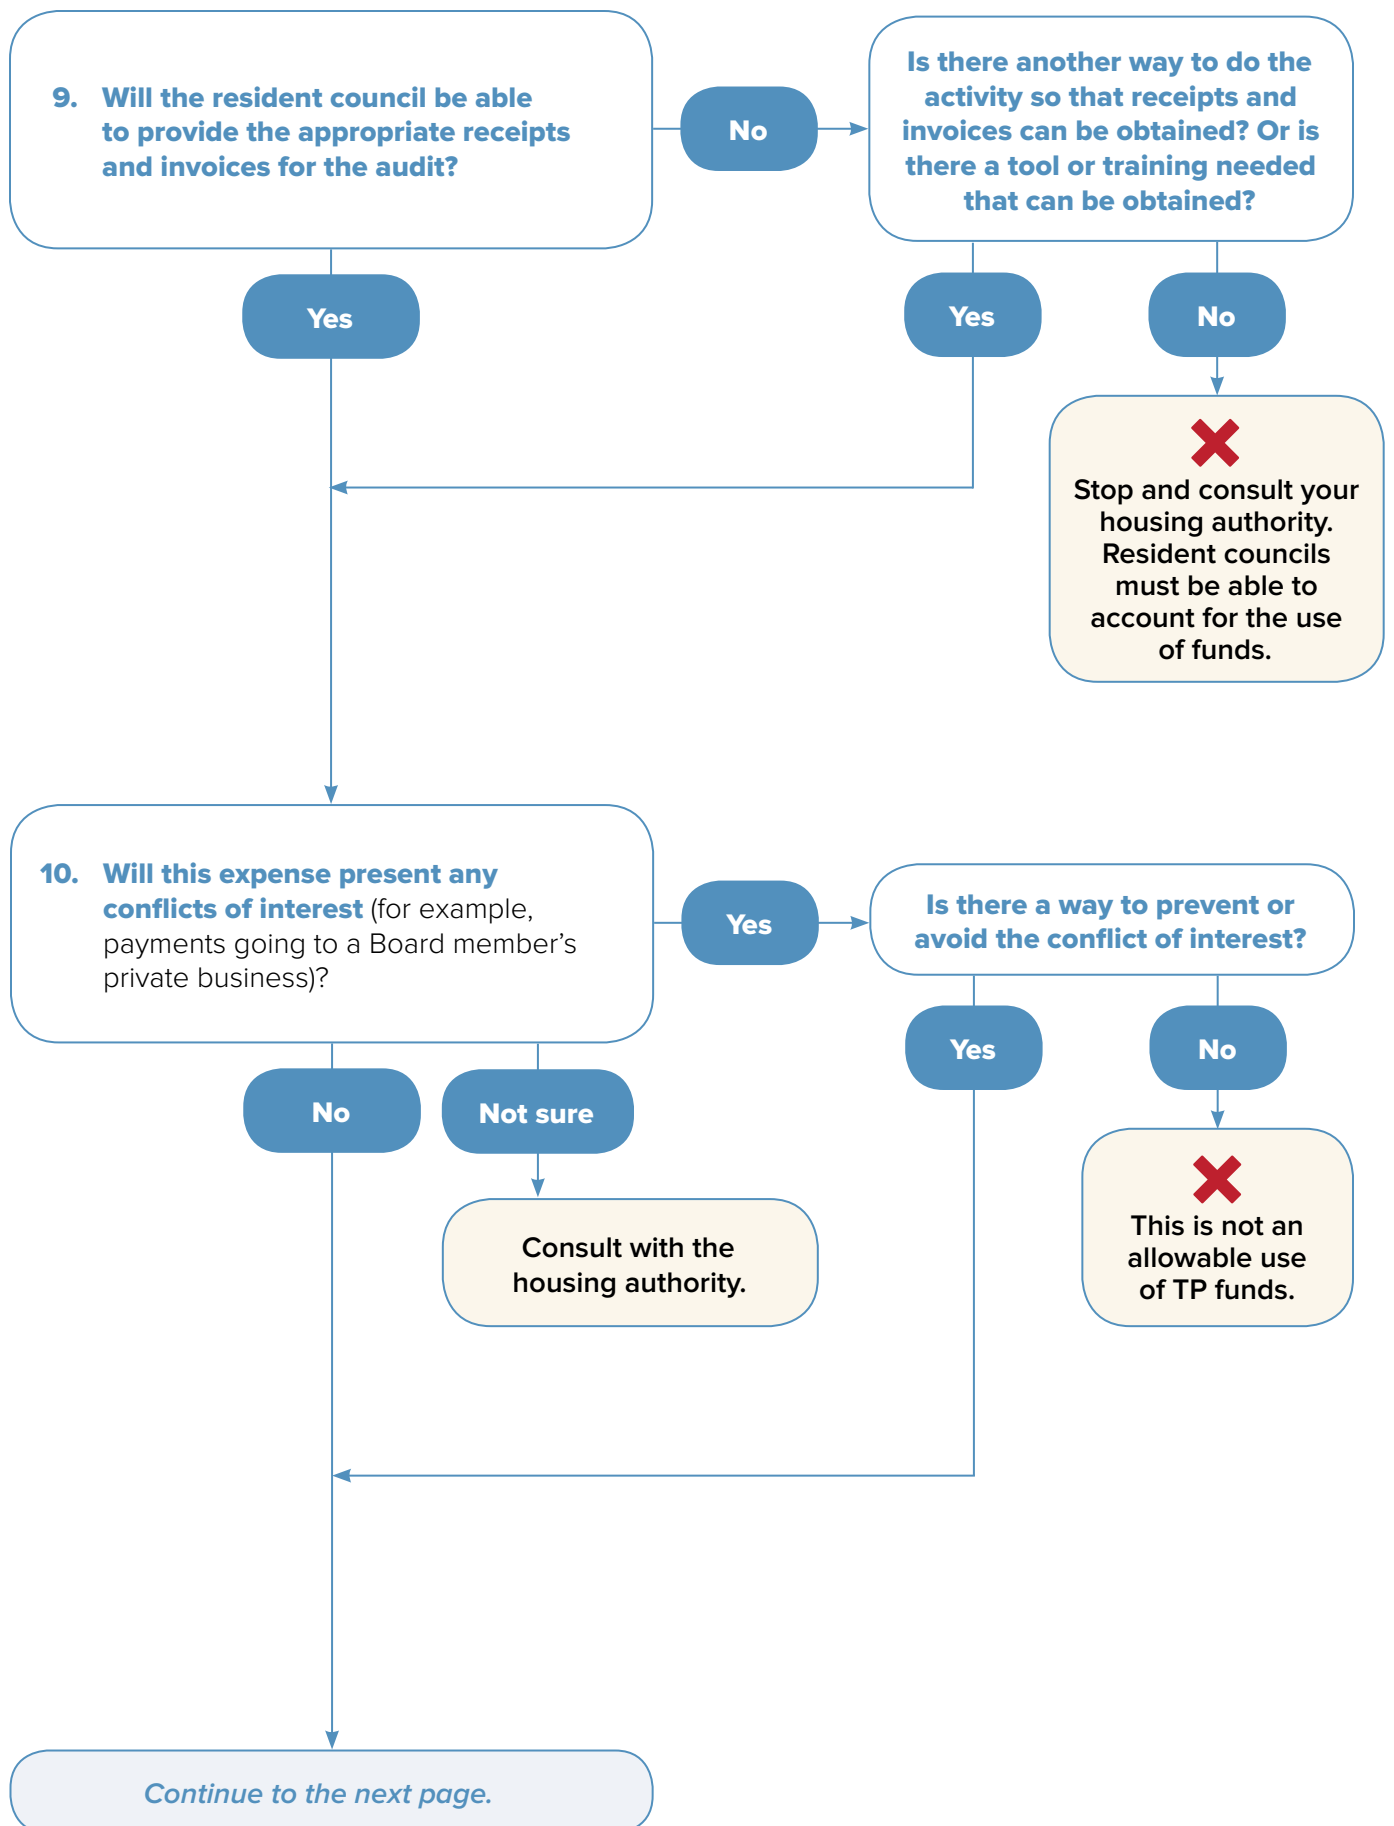 9. Will the resident council be able
to provide the appropriate receipts
and invoices for the audit?
No
Is there another way to do the
activity so that receipts and
invoices can be obtained? Or is
there a tool or training needed
that can be obtained?
Yes
Yes
No
Stop and consult your
housing authority.
Resident councils
must be able to
account for the use
of funds.
10. Will this expense present any
conflicts of interest (for example,
payments going to a Board member’s
private business)?
Yes
Is there a way to prevent or
avoid the conflict of interest?
No
Not sure
Yes
No
Consult with the
housing authority.
This is not an
allowable use
of TP funds.
Continue to the next page.